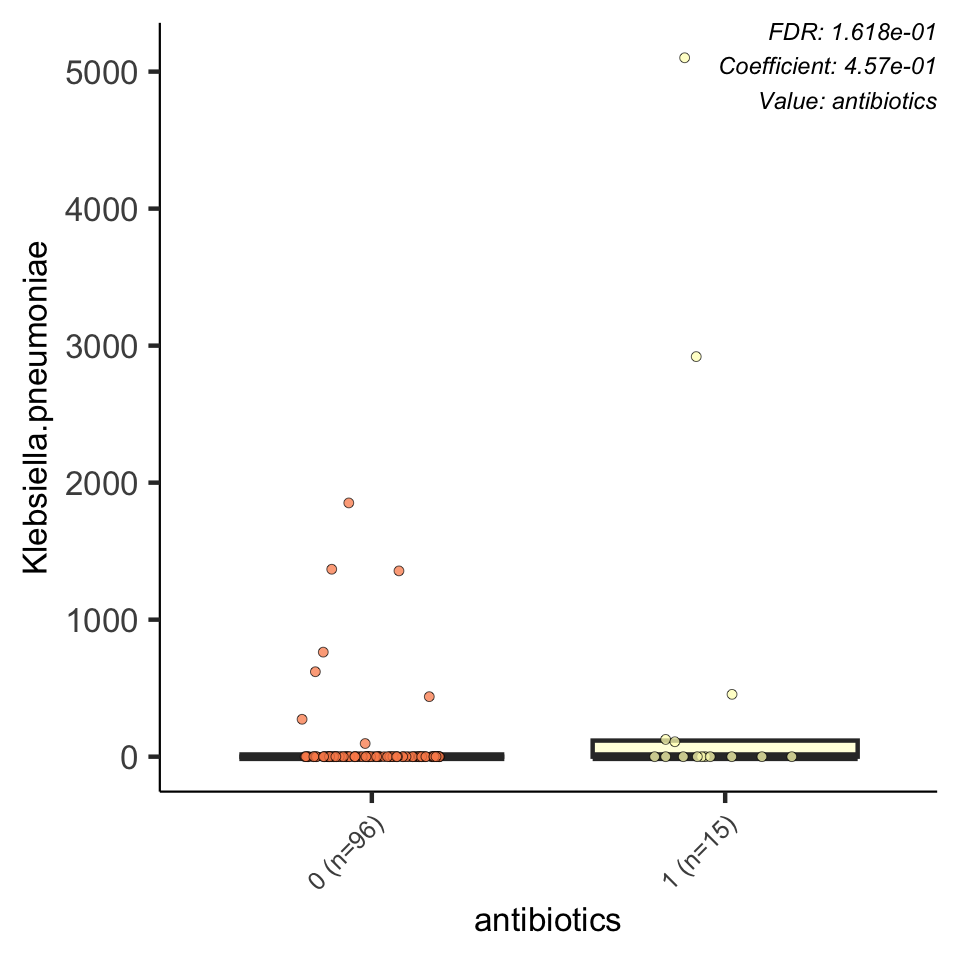 FDR: 1.618e-01
Coefficient: 4.57e-01
Value: antibiotics
Klebsiella.pneumoniae
5000
4000
3000
2000
1000
0
0 (n=96)
1 (n=15)
antibiotics